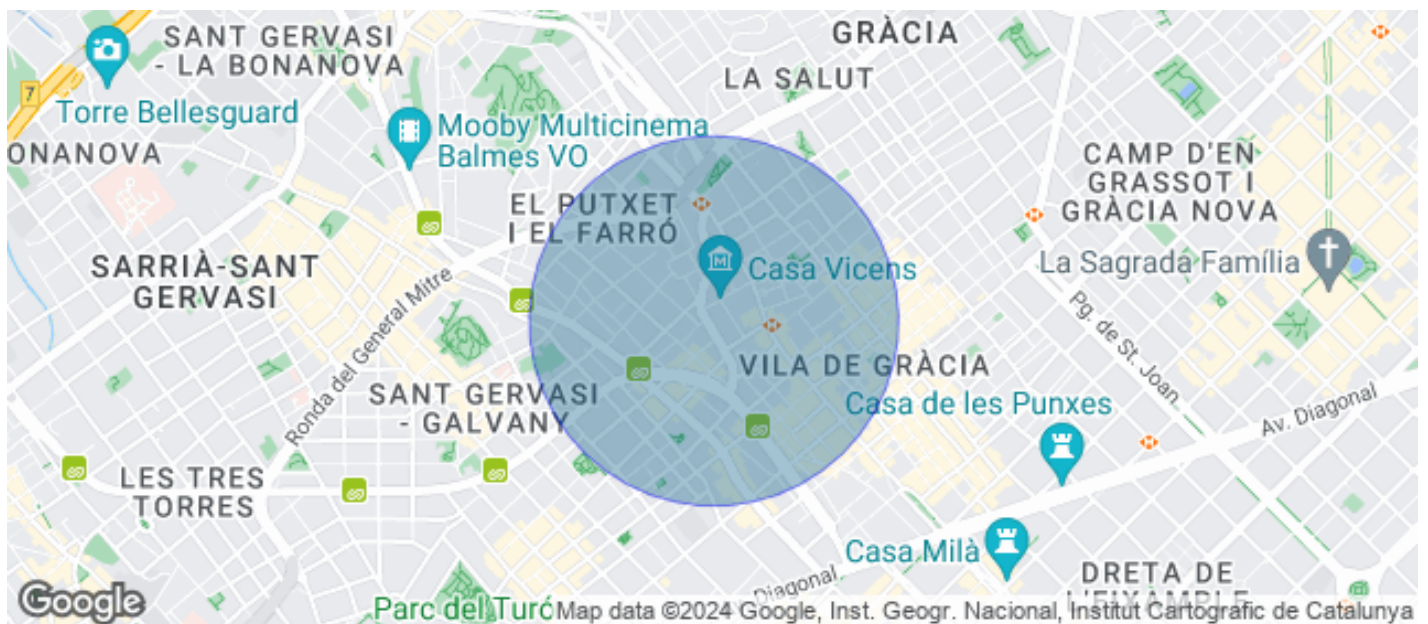 SANT GERVASI
- LA BONANOVA
GRÀCIA
LA SALUT
7
Torre Bellesguard
Mooby Multicinema
Balmes VO
ONANOVA
CAMP D'EN
GRASSOT I
GRÀCIA NOVA
EL PUTXET
I EL FARRÓ
SARRIÀ-SANT
GERVASI
M
Casa Vicens
La Sagrada Família
Ronda del General Mitre
Pg. de St. Joan
VILA DE GRÀCIA
SANT GERVASI
- GALVANY
Casa de les Punxes
Av. Diagonal
LES TRES
TORRES
Casa Milà
Diagonal
DRETA DE
L'EIXAMPLE
Google
Parc del Turó
Map data ©2024 Google, Inst. Geogr. Nacional, Institut Cartogràfic de Catalunya